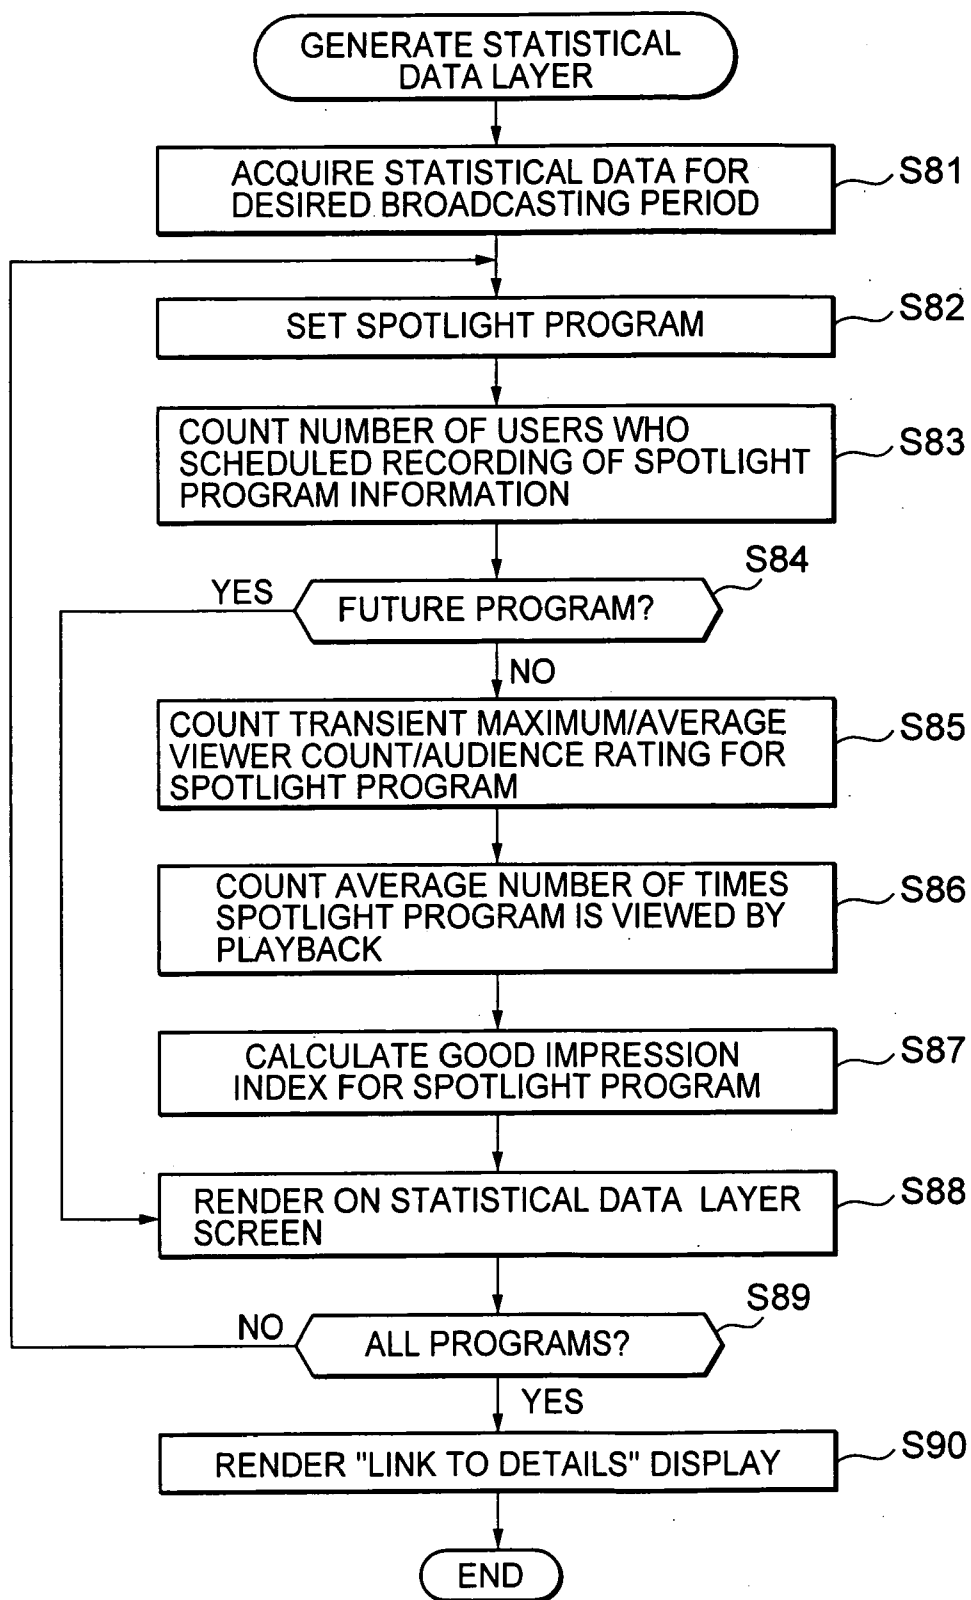 GENERATE STATISTICAL
DATA LAYER
ACQUIRE STATISTICAL DATA FOR
DESIRED BROADCASTING PERIOD
S81
SET SPOTLIGHT PROGRAM
S82
COUNT NUMBER OF USERS WHO
SCHEDULED RECORDING OF SPOTLIGHT
PROGRAM INFORMATION
S83
S84
YES
FUTURE PROGRAM?
NO
COUNT TRANSIENT MAXIMUM/AVERAGE
VIEWER COUNT/AUDIENCE RATING FOR
SPOTLIGHT PROGRAM
S85
COUNT AVERAGE NUMBER OF TIMES
SPOTLIGHT PROGRAM IS VIEWED BY
PLAYBACK
S86
CALCULATE GOOD IMPRESSION
INDEX FOR SPOTLIGHT PROGRAM
S87
RENDER ON STATISTICAL DATA LAYER
SCREEN
S88
S89
NO
ALL PROGRAMS?
YES
RENDER "LINK TO DETAILS" DISPLAY
S90
END